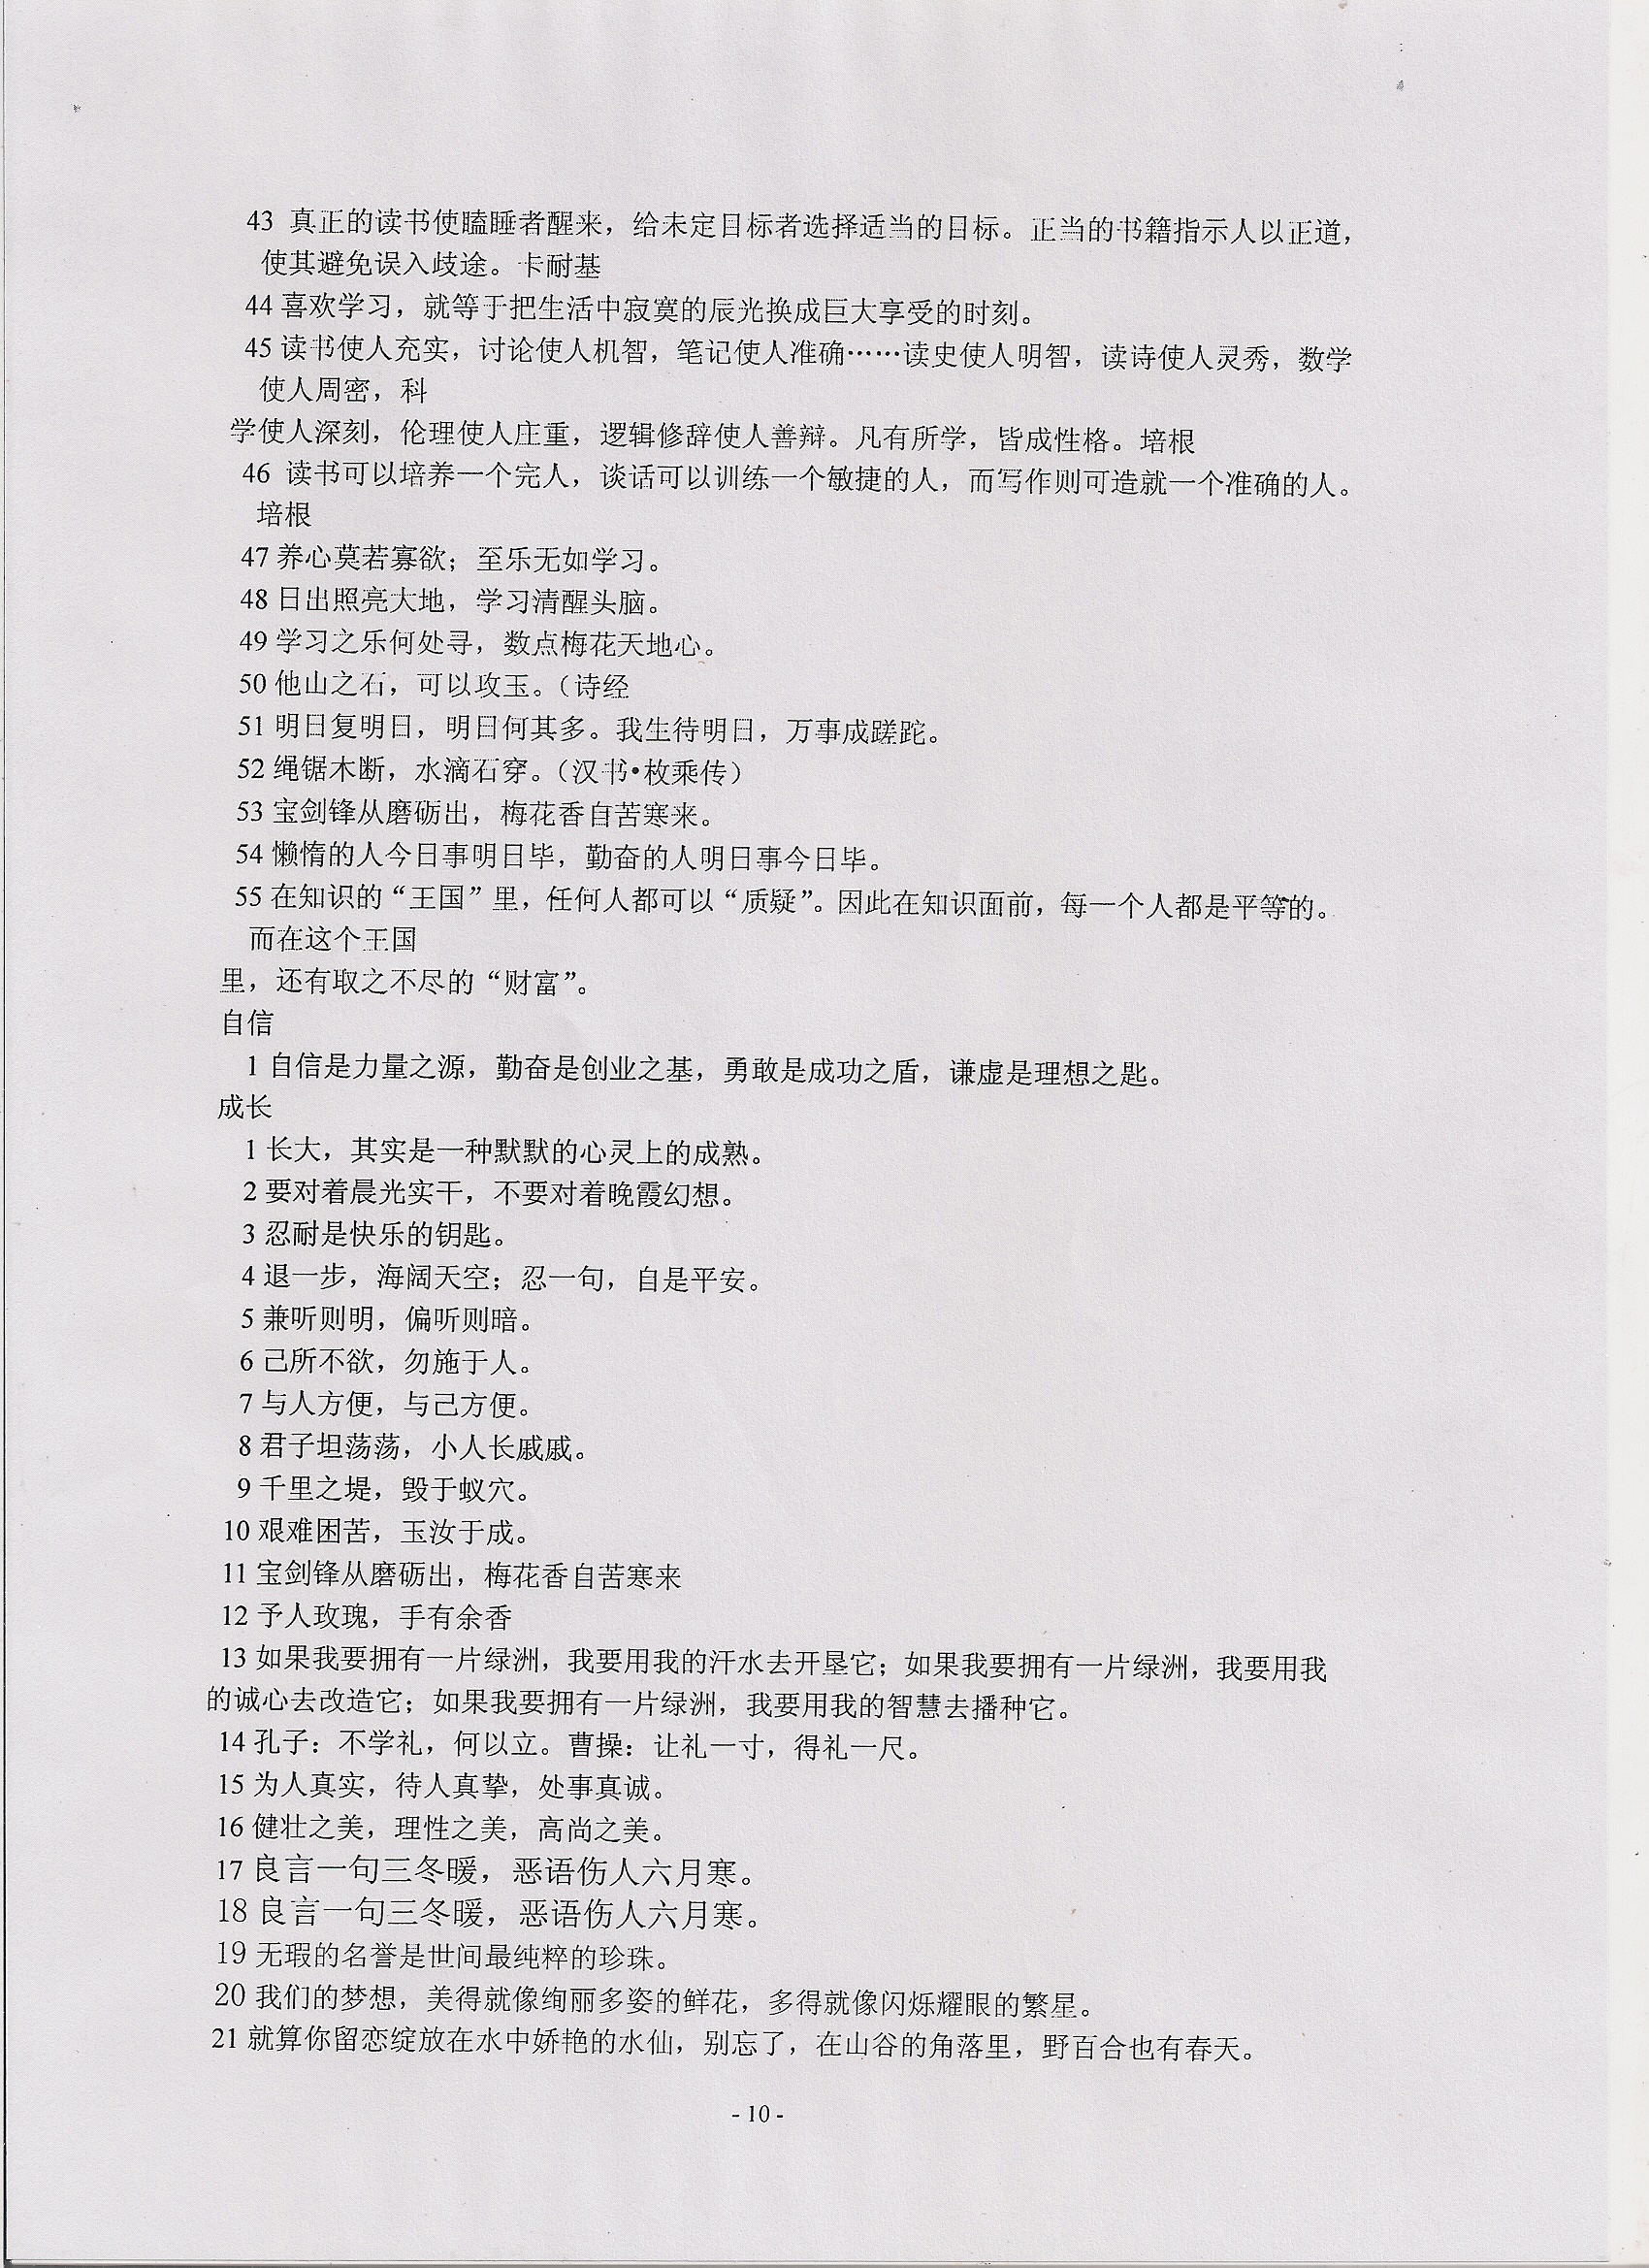 43 真正的读书使瞌睡者醒来，给未定目标者选择适当的目标。正当的书籍指示人以正道，
使其避免误入歧途。卡耐基
44 喜欢学习，就等于把生活中寂寞的辰光换成巨大享受的时刻。
45 读书使人充实，讨论使人机智，笔记使人准确……读史使人明智，读诗使人灵秀，数学
使人周密，科
学使人深刻，伦理使人庄重，逻辑修辞使人善辩。凡有所学，皆成性格。培根
46 读书可以培养一个完人，谈话可以训练一个敏捷的人，而写作则可造就一个准确的人。
培根
47 养心莫若寡欲；至乐无如学习。
48 日出照亮大地，学习清醒头脑。
49 学习之乐何处寻，数点梅花天地心。
50 他山之石，可以攻玉。（诗经
51 明日复明日，明日何其多。我生待明日，万事成蹉跎。
52 绳锯木断，水滴石穿。（汉书•枚乘传）
53 宝剑锋从磨砺出，梅花香自苦寒来。
54 懒惰的人今日事明日毕，勤奋的人明日事今日毕。
55 在知识的“王国”里，任何人都可以“质疑”。因此在知识面前，每一个人都是平等的。
而在这个王国
里，还有取之不尽的“财富”。
自信
1 自信是力量之源，勤奋是创业之基，勇敢是成功之盾，谦虚是理想之匙。
成长
1 长大，其实是一种默默的心灵上的成熟。
2 要对着晨光实干，不要对着晚霞幻想。
3 忍耐是快乐的钥匙。
4 退一步，海阔天空；忍一句，自是平安。
5 兼听则明，偏听则暗。
6 己所不欲，勿施于人。
7 与人方便，与己方便。
8 君子坦荡荡，小人长戚戚。
9 千里之堤，毁于蚁穴。
10 艰难困苦，玉汝于成。
11 宝剑锋从磨砺出，梅花香自苦寒来
12 予人玫瑰，手有余香
13 如果我要拥有一片绿洲，我要用我的汗水去开垦它；如果我要拥有一片绿洲，我要用我
的诚心去改造它；如果我要拥有一片绿洲，我要用我的智慧去播种它。
14 孔子：不学礼，何以立。曹操：让礼一寸，得礼一尺。
15 为人真实，待人真挚，处事真诚。
16 健壮之美，理性之美，高尚之美。
17 良言一句三冬暖，恶语伤人六月寒。
18 良言一句三冬暖，恶语伤人六月寒。
19 无瑕的名誉是世间最纯粹的珍珠。
20 我们的梦想，美得就像绚丽多姿的鲜花，多得就像闪烁耀眼的繁星。
21 就算你留恋绽放在水中娇艳的水仙，别忘了，在山谷的角落里，野百合也有春天。
- 10 -